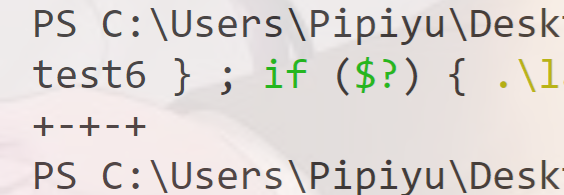 PS C:\Users\Pipiyu\Desk
test6 } ; if ($?) { .\l
+-+-+
PS C:\Users\Pipiyu\Desk